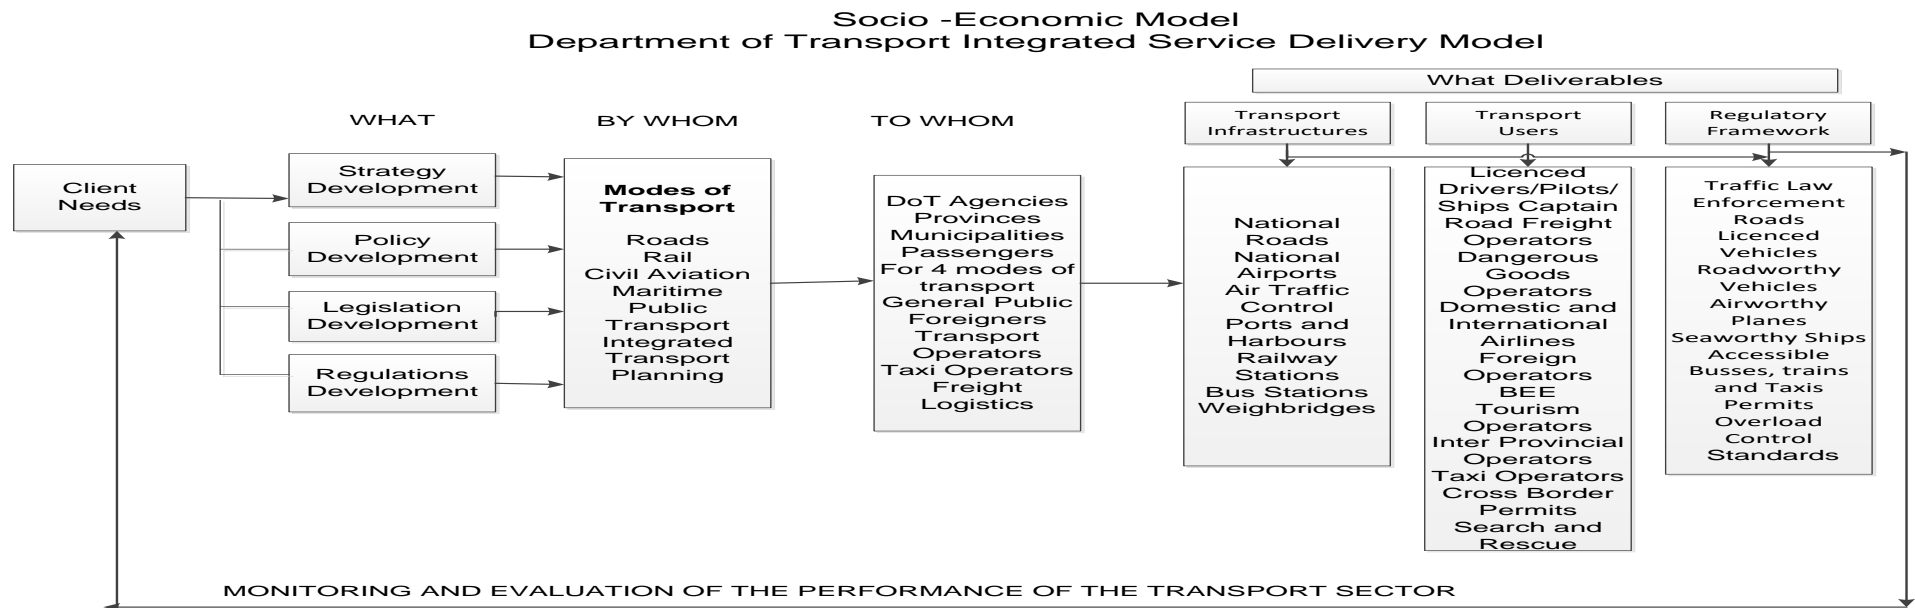 Socio -Economic Model
Department of Transport Integrated Service Delivery Model
What Deliverables
WHAT
BY WHOM
TO WHOM
Transport
Infrastructures
Transport
Users
Regulatory
Framework
Client
Needs
Strategy
Development
Policy
Development
Legislation
Development
Regulations
Development
Modes of
Transport
Roads
Rail
Civil Aviation
Maritime
Public
Transport
Integrated
Transport
Planning
DoT Agencies
Provinces
Municipalities
Passengers
For 4 modes of
transport
General Public
Foreigners
Transport
Operators
Taxi Operators
Freight
Logistics
National
Roads
National
Airports
Air Traffic
Control
Ports and
Harbours
Railway
Stations
Bus Stations
Weighbridges
Licenced
Drivers/Pilots/
Ships Captain
Road Freight
Operators
Dangerous
Goods
Operators
Domestic and
International
Airlines
Foreign
Operators
BEE
Tourism
Operators
Inter Provincial
Operators
Taxi Operators
Cross Border
Permits
Search and
Rescue
Traffic Law
Enforcement
Roads
Licenced
Vehicles
Roadworthy
Vehicles
Airworthy
Planes
Seaworthy Ships
Accessible
Busses, trains
and Taxis
Permits
Overload
Control
Standards
MONITORING AND EVALUATION OF THE PERFORMANCE OF THE TRANSPORT SECTOR